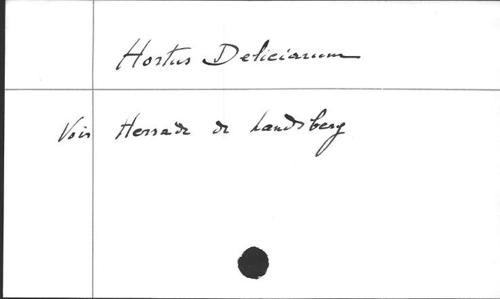 Hortus Deliciarum
Voir Herrade de Landsberg